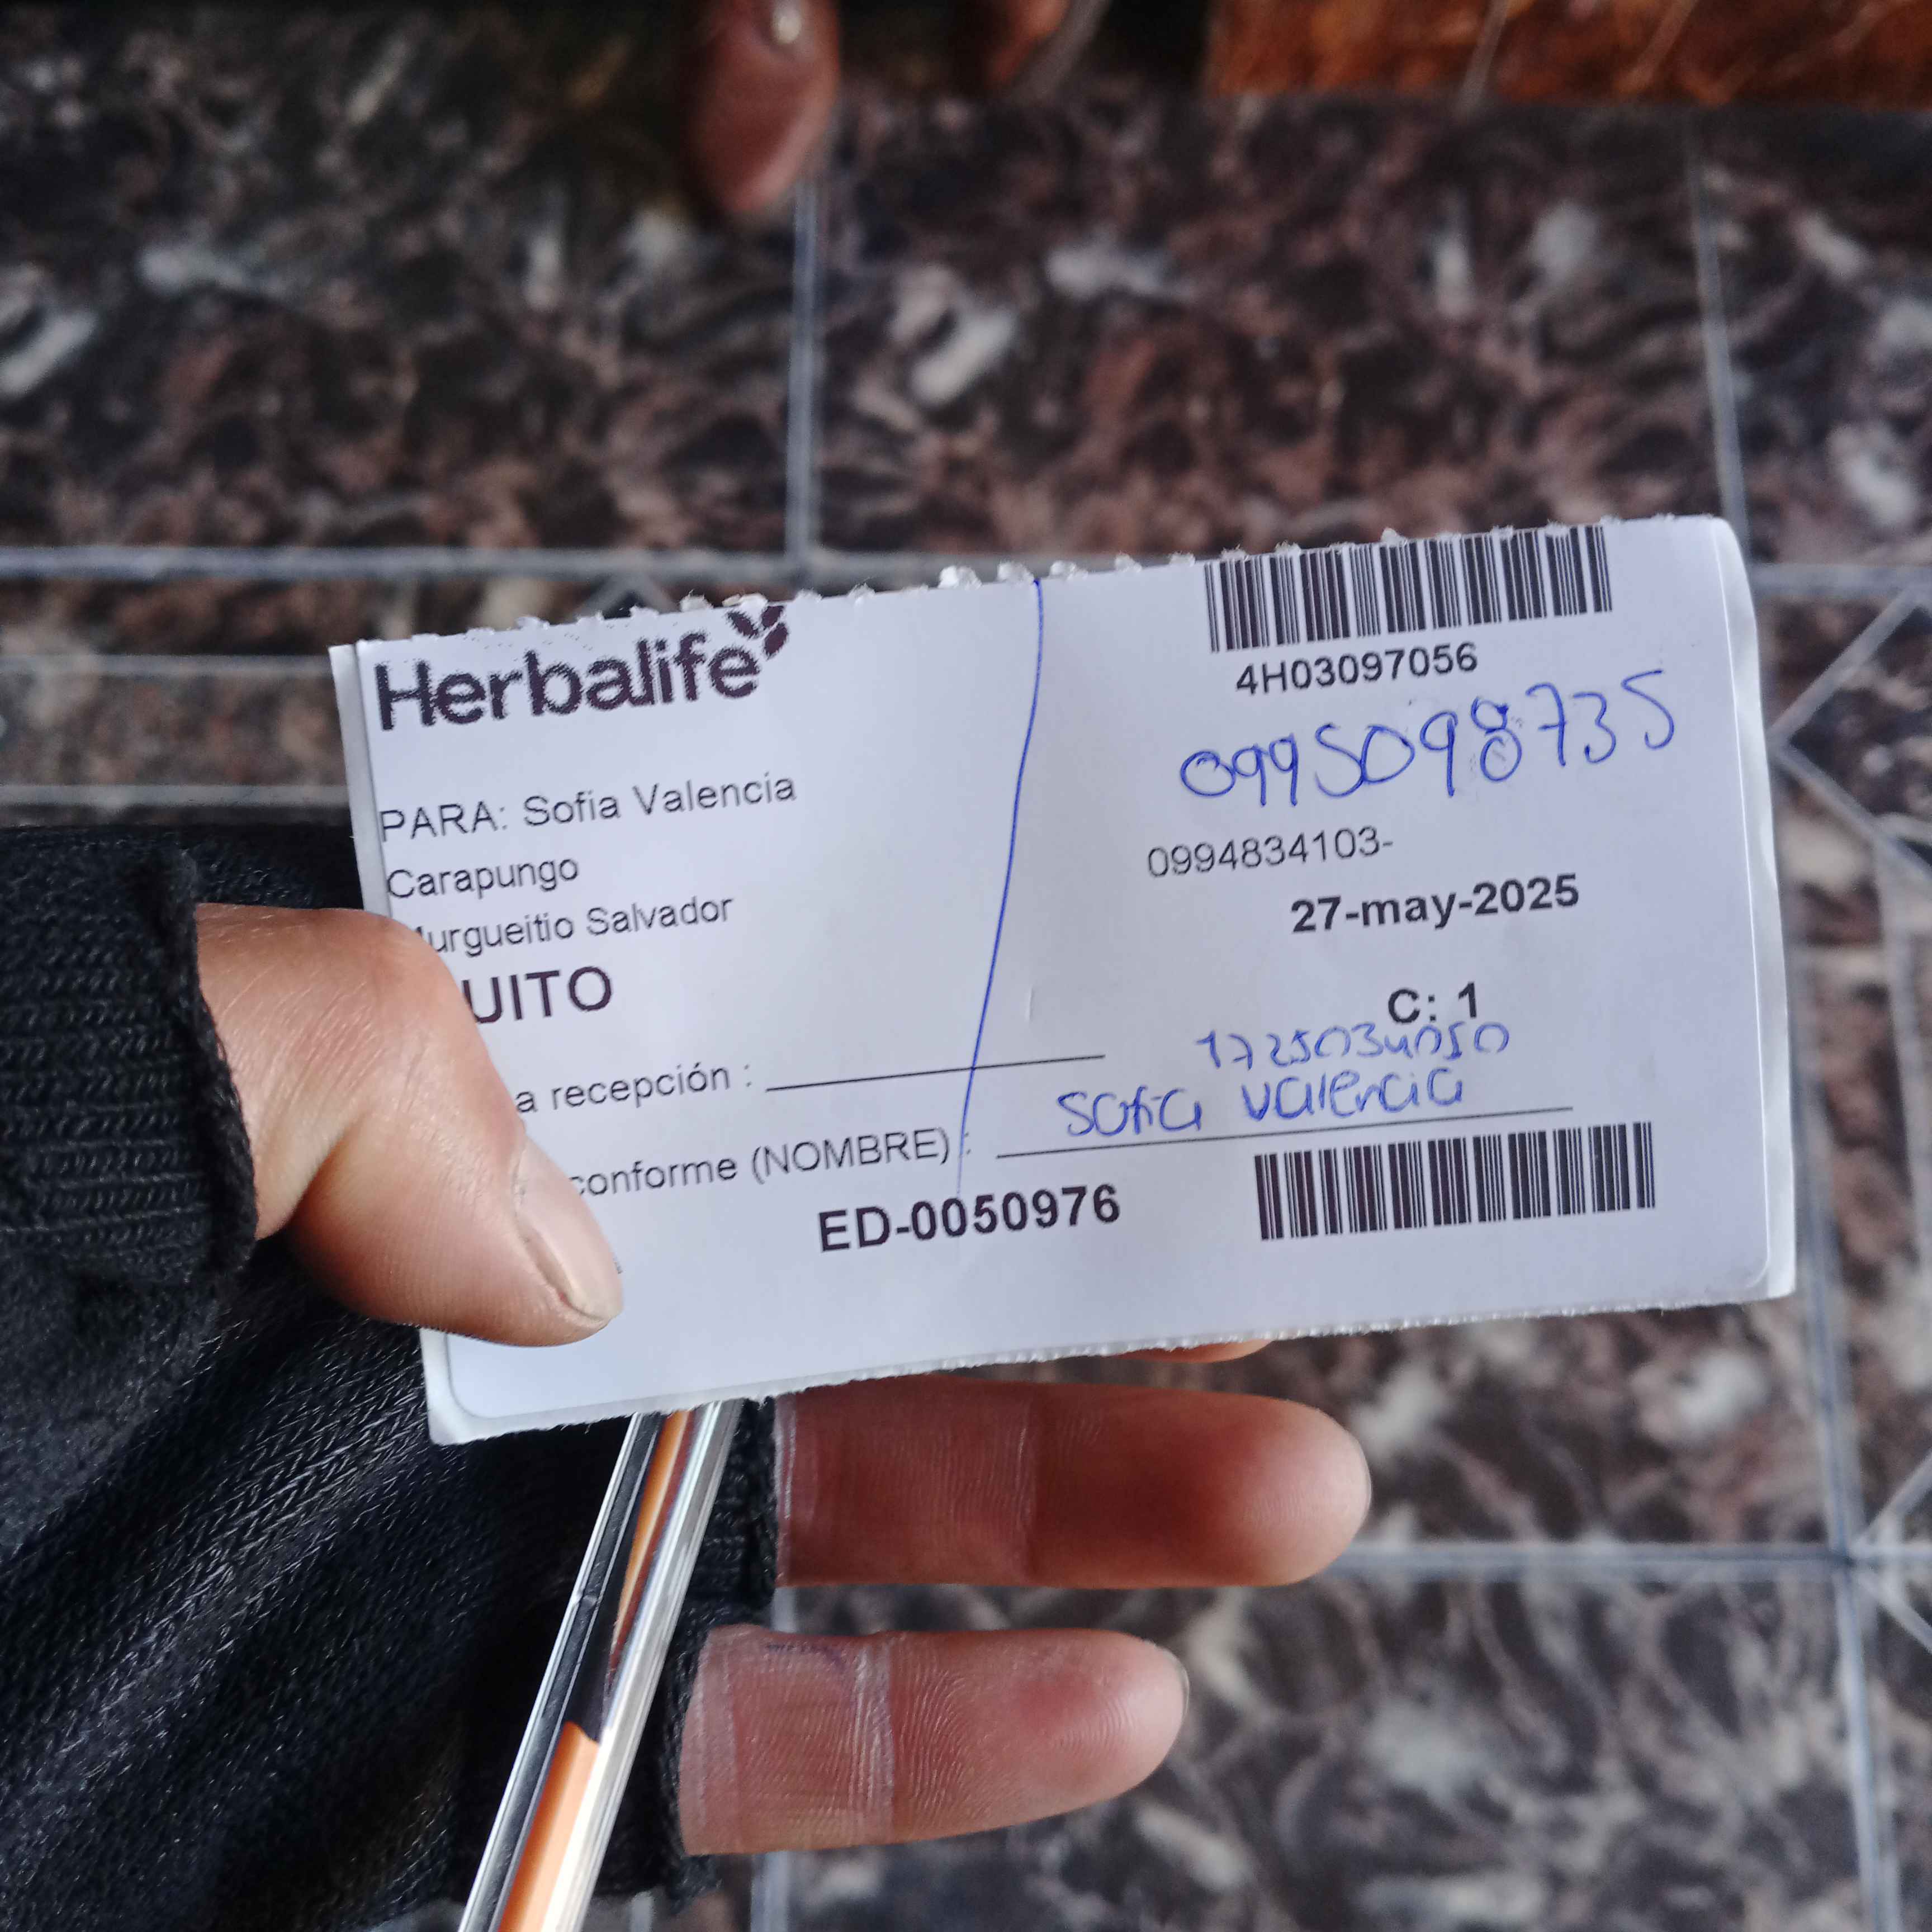 Herbalife
4H03097056
0995098735
PARA: Sofia Valencia
0994834103-
Carapungo
27-may-2025
urgueitio Salvador
UITO
C: 1
1725034050
a recepción :
conforme (NOMBRE) : Sofia Valencia
ED-0050976